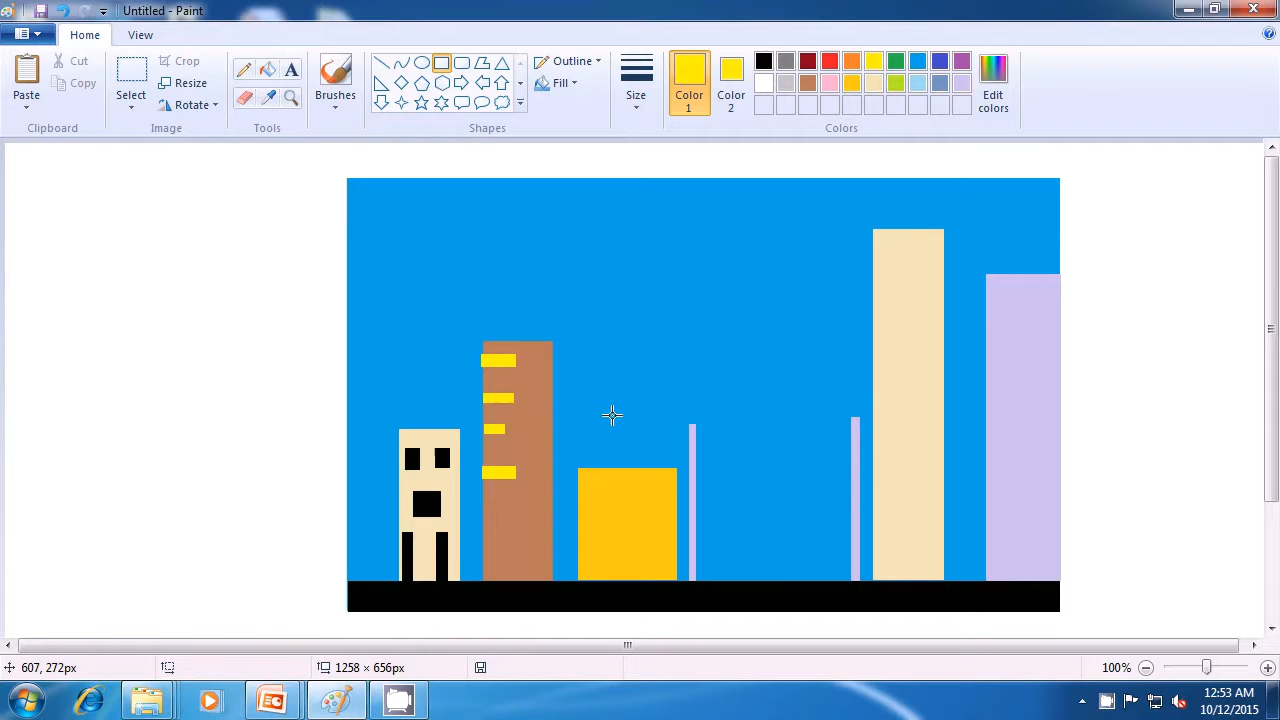 Untitled - Paint
Home
View
Paste
Cut
Copy
Clipboard
Select
Crop
Resize
Rotate
Image
A
Tools
Brushes
Outline
Fill
Shapes
Size
Color 1
Color 2
Edit colors
Colors
607, 272px
1258 × 656px
100%
12:53 AM
10/12/2015